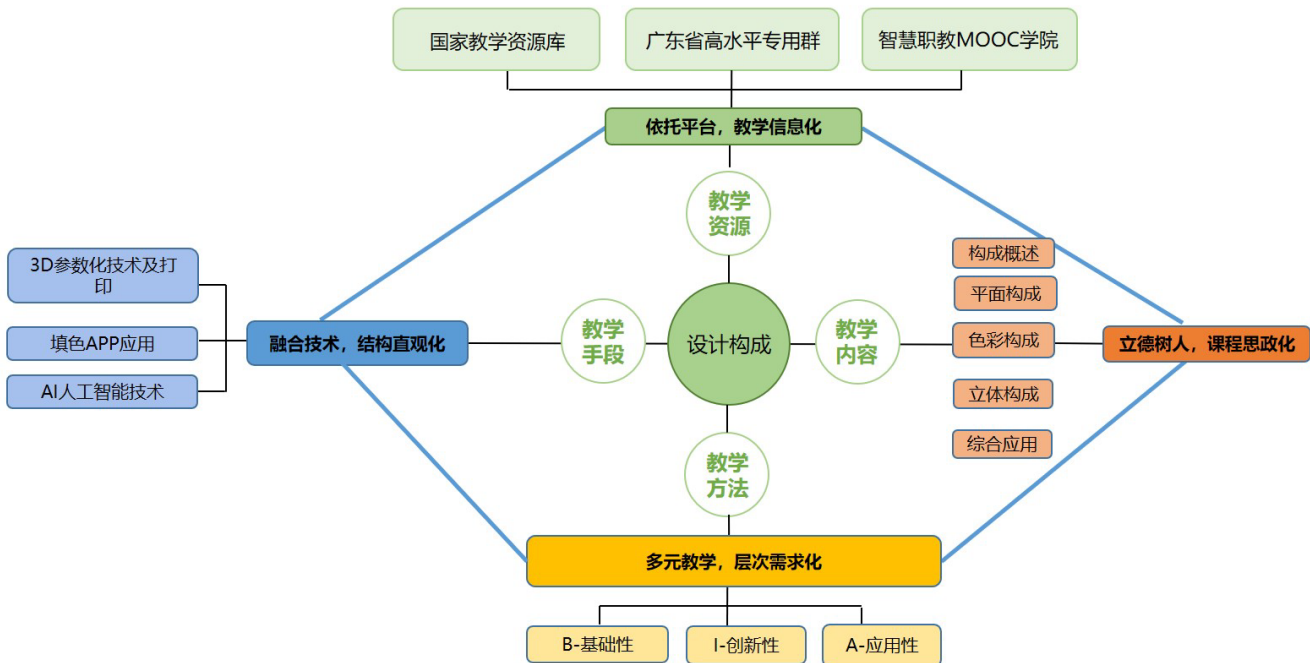 国家教学资源库
广东省高水平专用群
智慧职教MOOC学院
依托平台，教学信息化
教学
资源
3D参数化技术及打
印
填色APP应用
AI人工智能技术
融合技术，结构直观化
教学
手段
设计构成
教学
内容
构成概述
平面构成
色彩构成
立体构成
综合应用
立德树人，课程思政化
教学
方法
多元教学，层次需求化
B-基础性
I-创新性
A-应用性